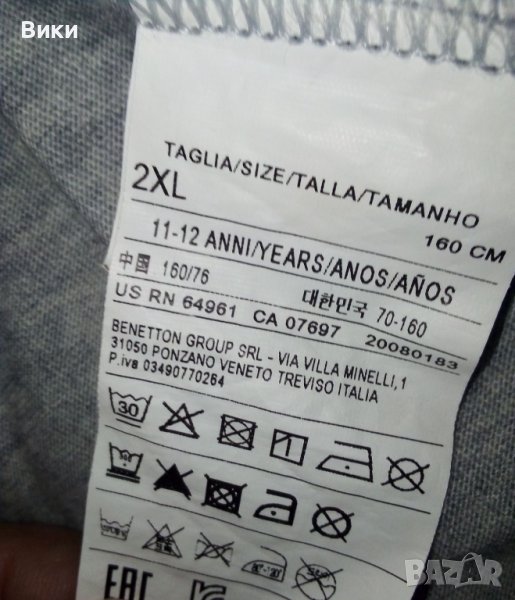 Вики
TAGLIA/SIZE/TALLA/TAMANHO
2XL
160 CM
11-12 ANNI/YEARS/ANOS/AÑOS
中国 160/76 대한민국 70-160
US RN 64961 CA 07697 20080183
BENETTON GROUP SRL - VIA VILLA MINELLI,1
31050 PONZANO VENETO TREVISO ITALIA
P.iva 03490770264
30
1
EAC
BAZAR